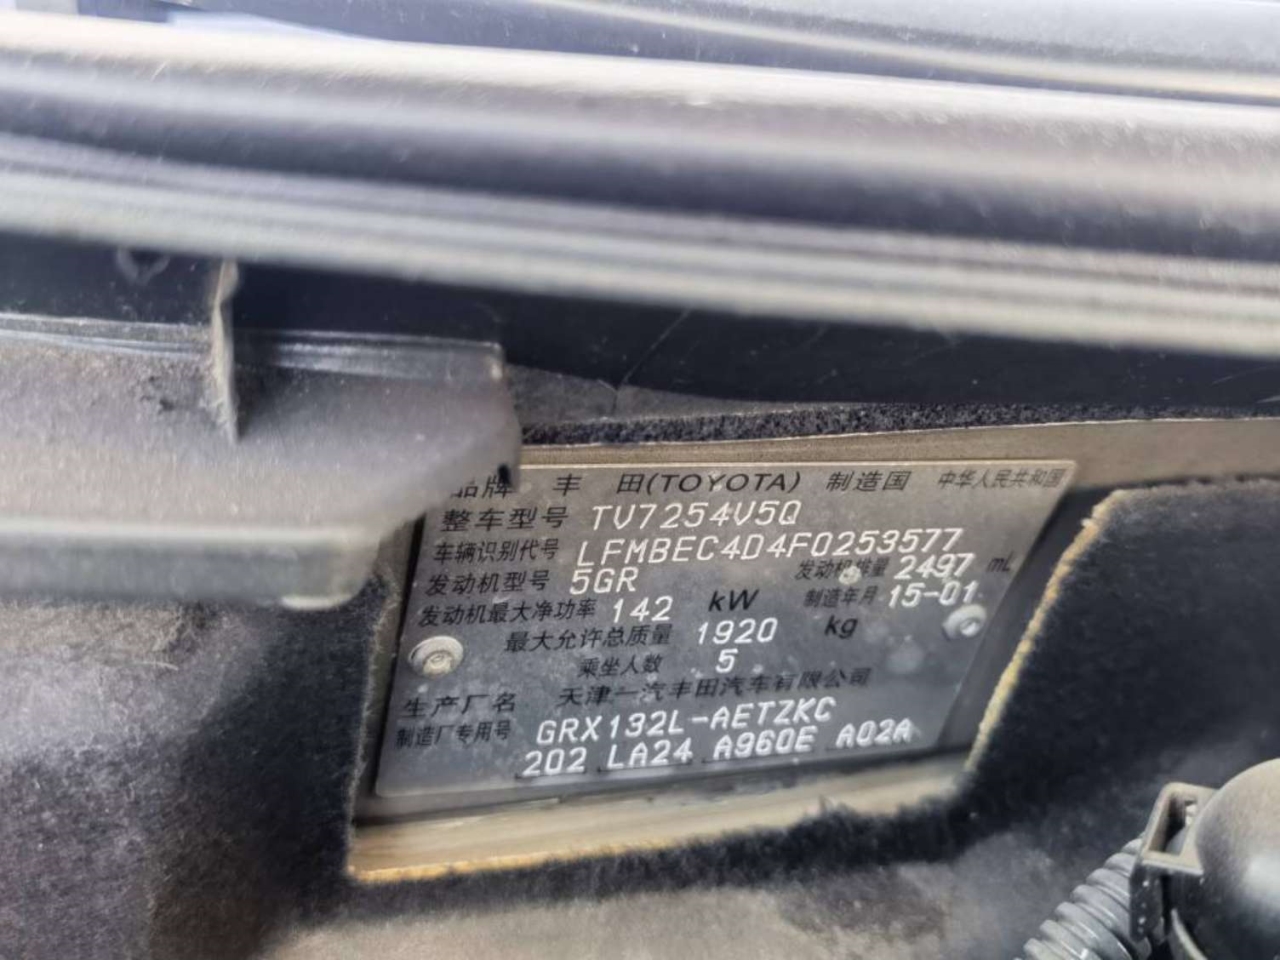 品牌 丰 田(TOYOTA) 制造国 中华人民共和国
整车型号 TV7254V5Q
车辆识别代号 LFMBEC4D4F0253577
发动机型号 5GR 发动机排量 2497 mL
发动机最大净功率 142 kW 制造年月 15-01
最大允许总质量 1920 kg
乘坐人数 5
生产厂名 天津一汽丰田汽车有限公司
制造厂专用号 GRX132L-AETZKC
202 LA24 A960E A02A